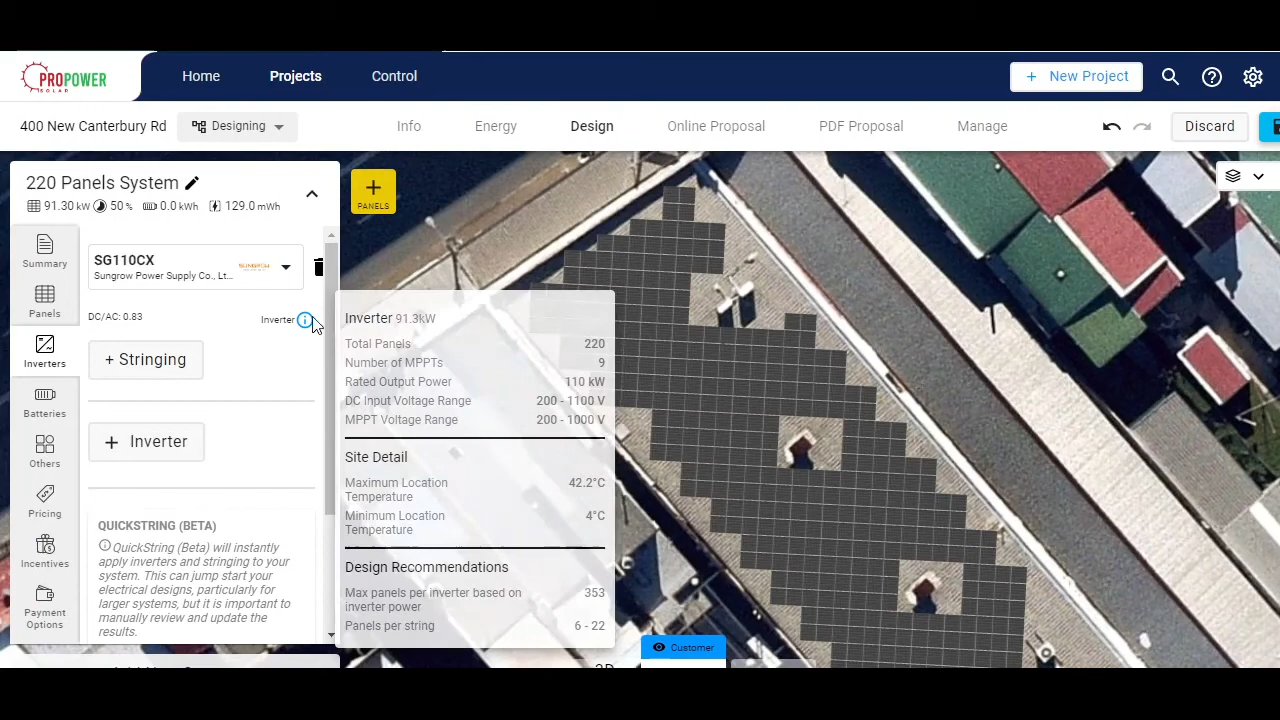 PROPOWER
SOLAR
Home
Projects
Control
+ New Project
400 New Canterbury Rd
Designing
Info
Energy
Design
Online Proposal
PDF Proposal
Manage
Discard
220 Panels System
91.30 kW 50 % 0.0 kWh 129.0 mWh
+
PANELS
Summary
Panels
Inverters
Batteries
Others
Pricing
Incentives
Payment
Options
SG110CX
Sungrow Power Supply Co., Lt...
SUNGROW
DC/AC: 0.83
Inverter
+ Stringing
+ Inverter
QUICKSTRING (BETA)
QuickString (Beta) will instantly
apply inverters and stringing to your
system. This can jump start your
electrical designs, particularly for
larger systems, but it is important to
manually review and update the
results.
Inverter 91.3kW
Total Panels 220
Number of MPPTs 9
Rated Output Power 110 kW
DC Input Voltage Range 200 - 1100 V
MPPT Voltage Range 200 - 1000 V
Site Detail
Maximum Location
Temperature 42.2°C
Minimum Location
Temperature 4°C
Design Recommendations
Max panels per inverter based on
inverter power 353
Panels per string 6 - 22
Customer